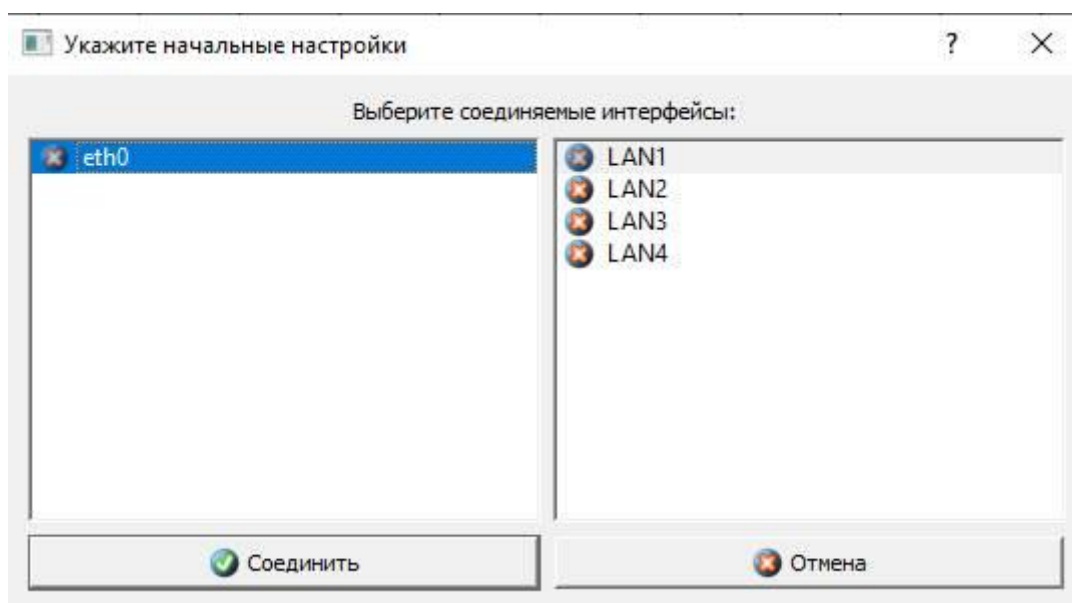 Укажите начальные настройки ?
Выберите соединяемые интерфейсы:
eth0
LAN1
LAN2
LAN3
LAN4
Соединить
Отмена